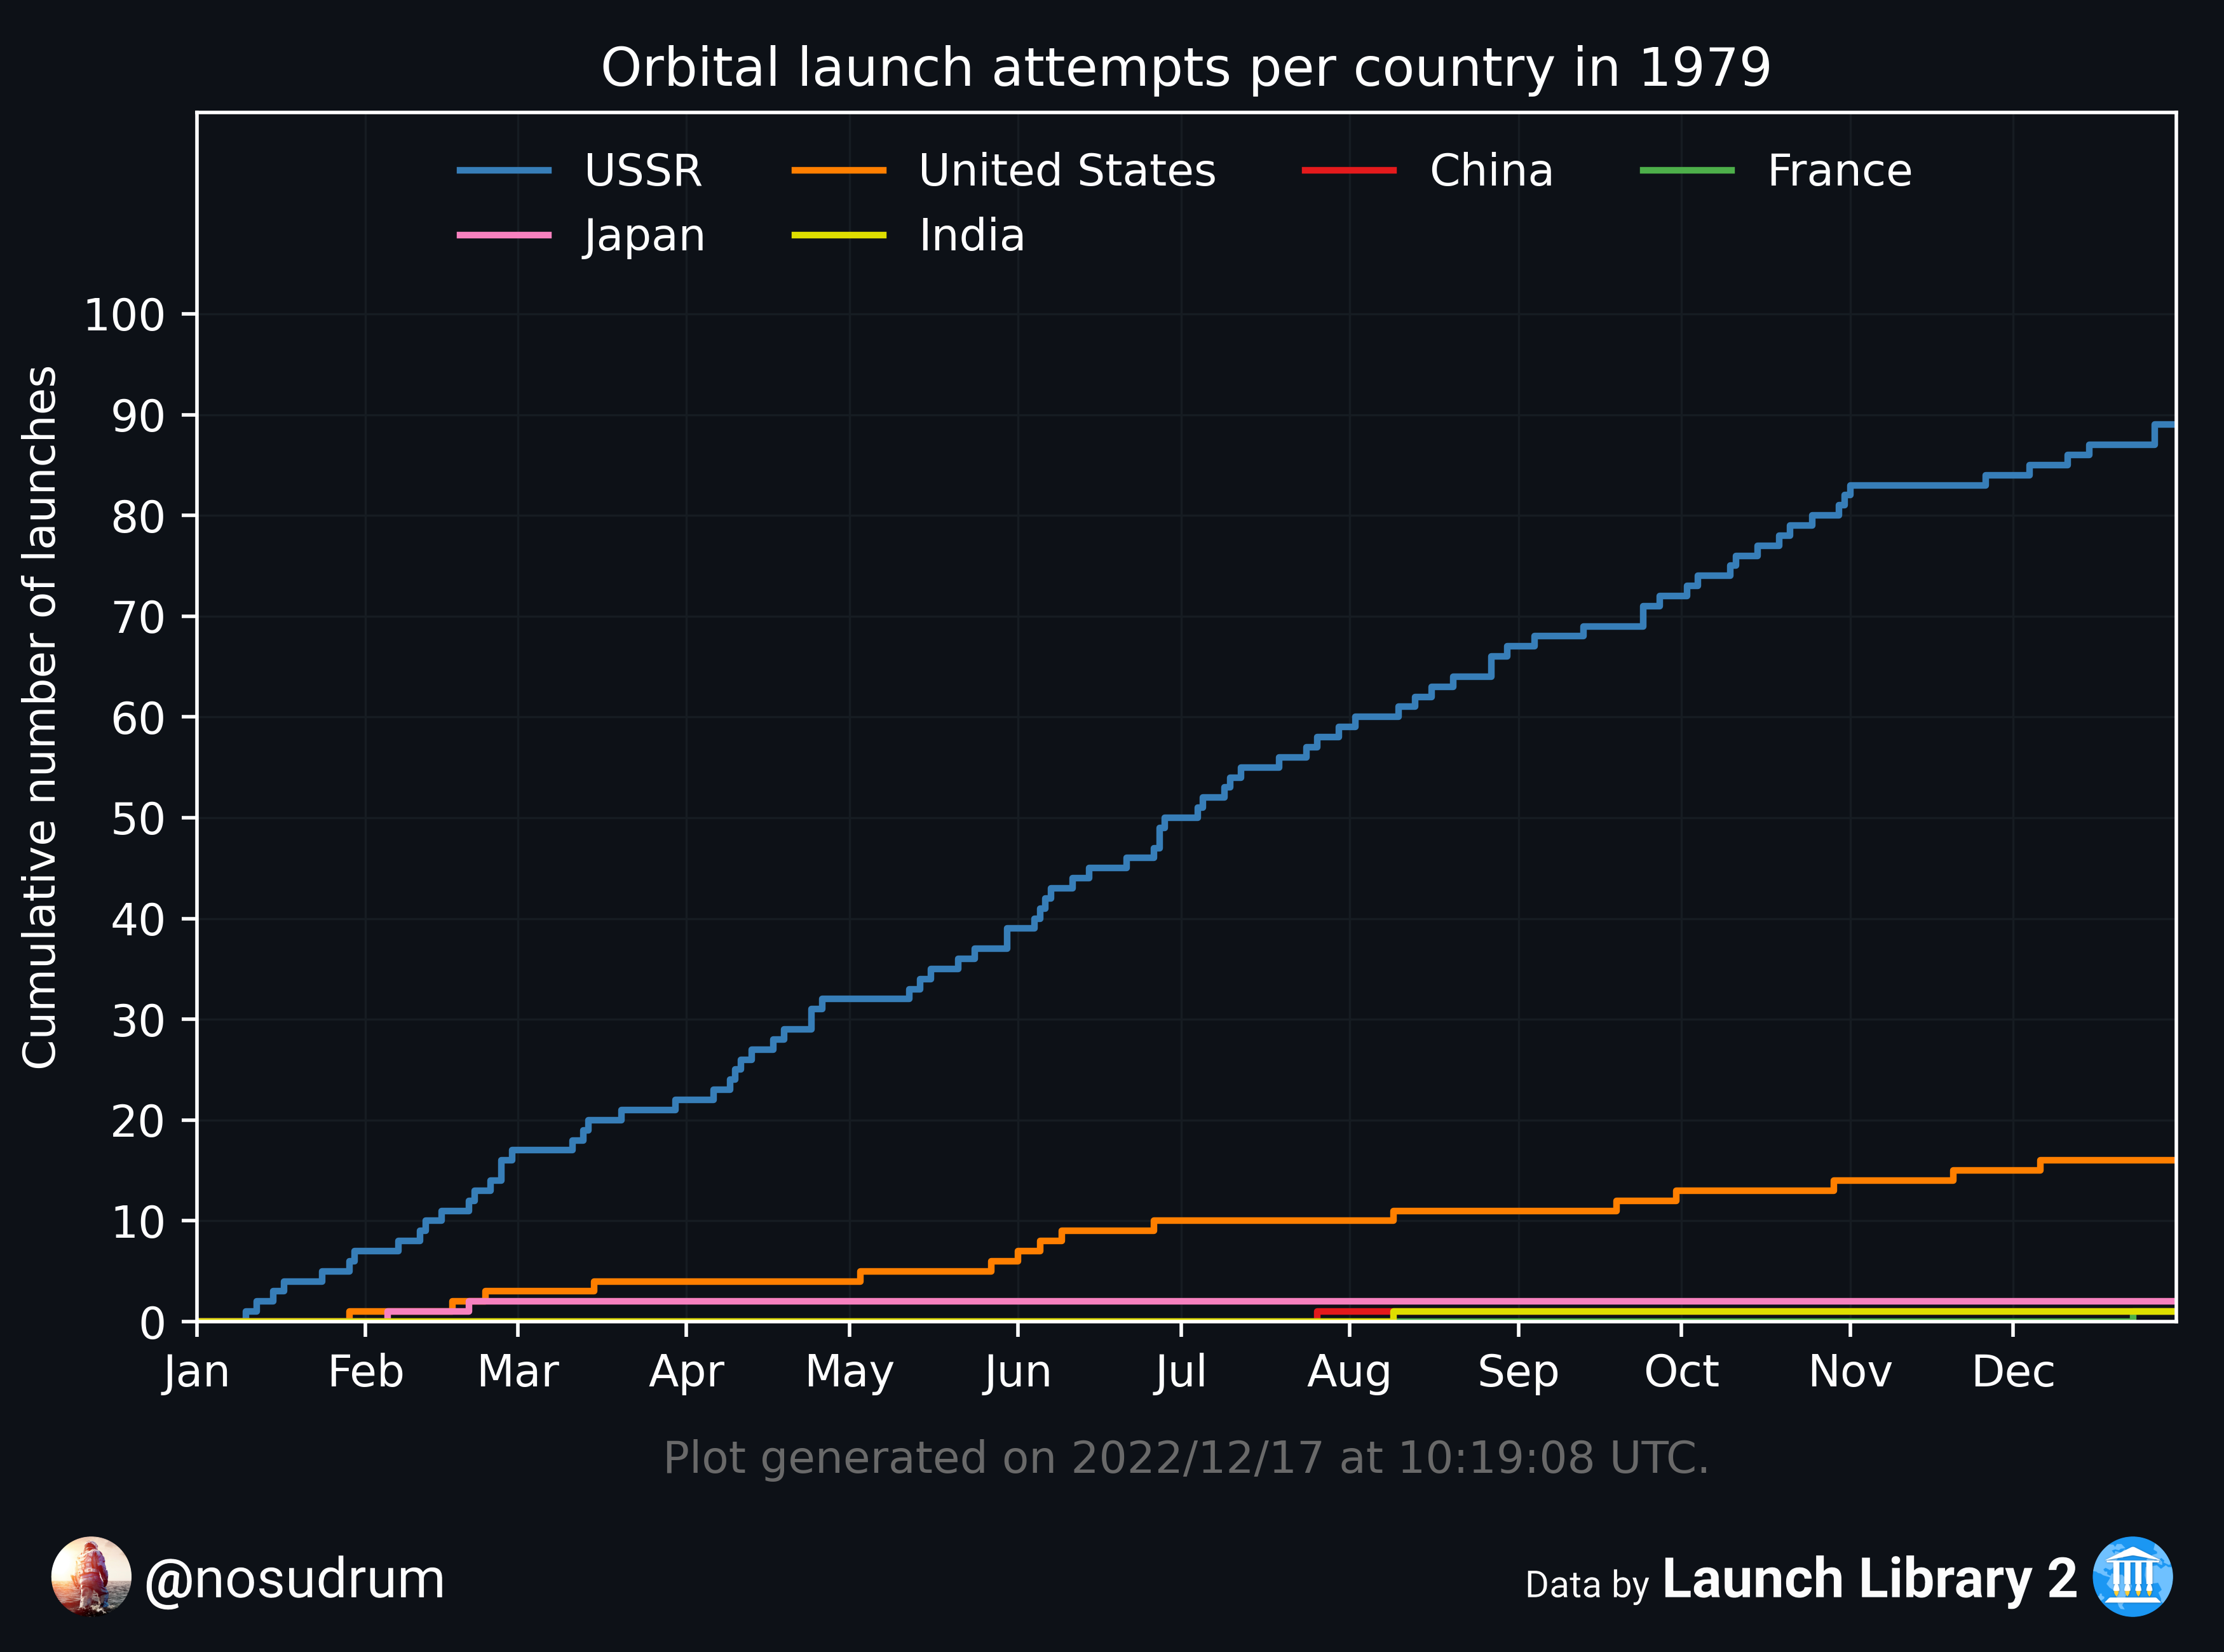 Orbital launch attempts per country in 1979
USSR United States China France
Japan India
Cumulative number of launches
100
90
80
70
60
50
40
30
20
10
0
Jan Feb Mar Apr May Jun Jul Aug Sep Oct Nov Dec
Plot generated on 2022/12/17 at 10:19:08 UTC.
@nosudrum
Data by Launch Library 2